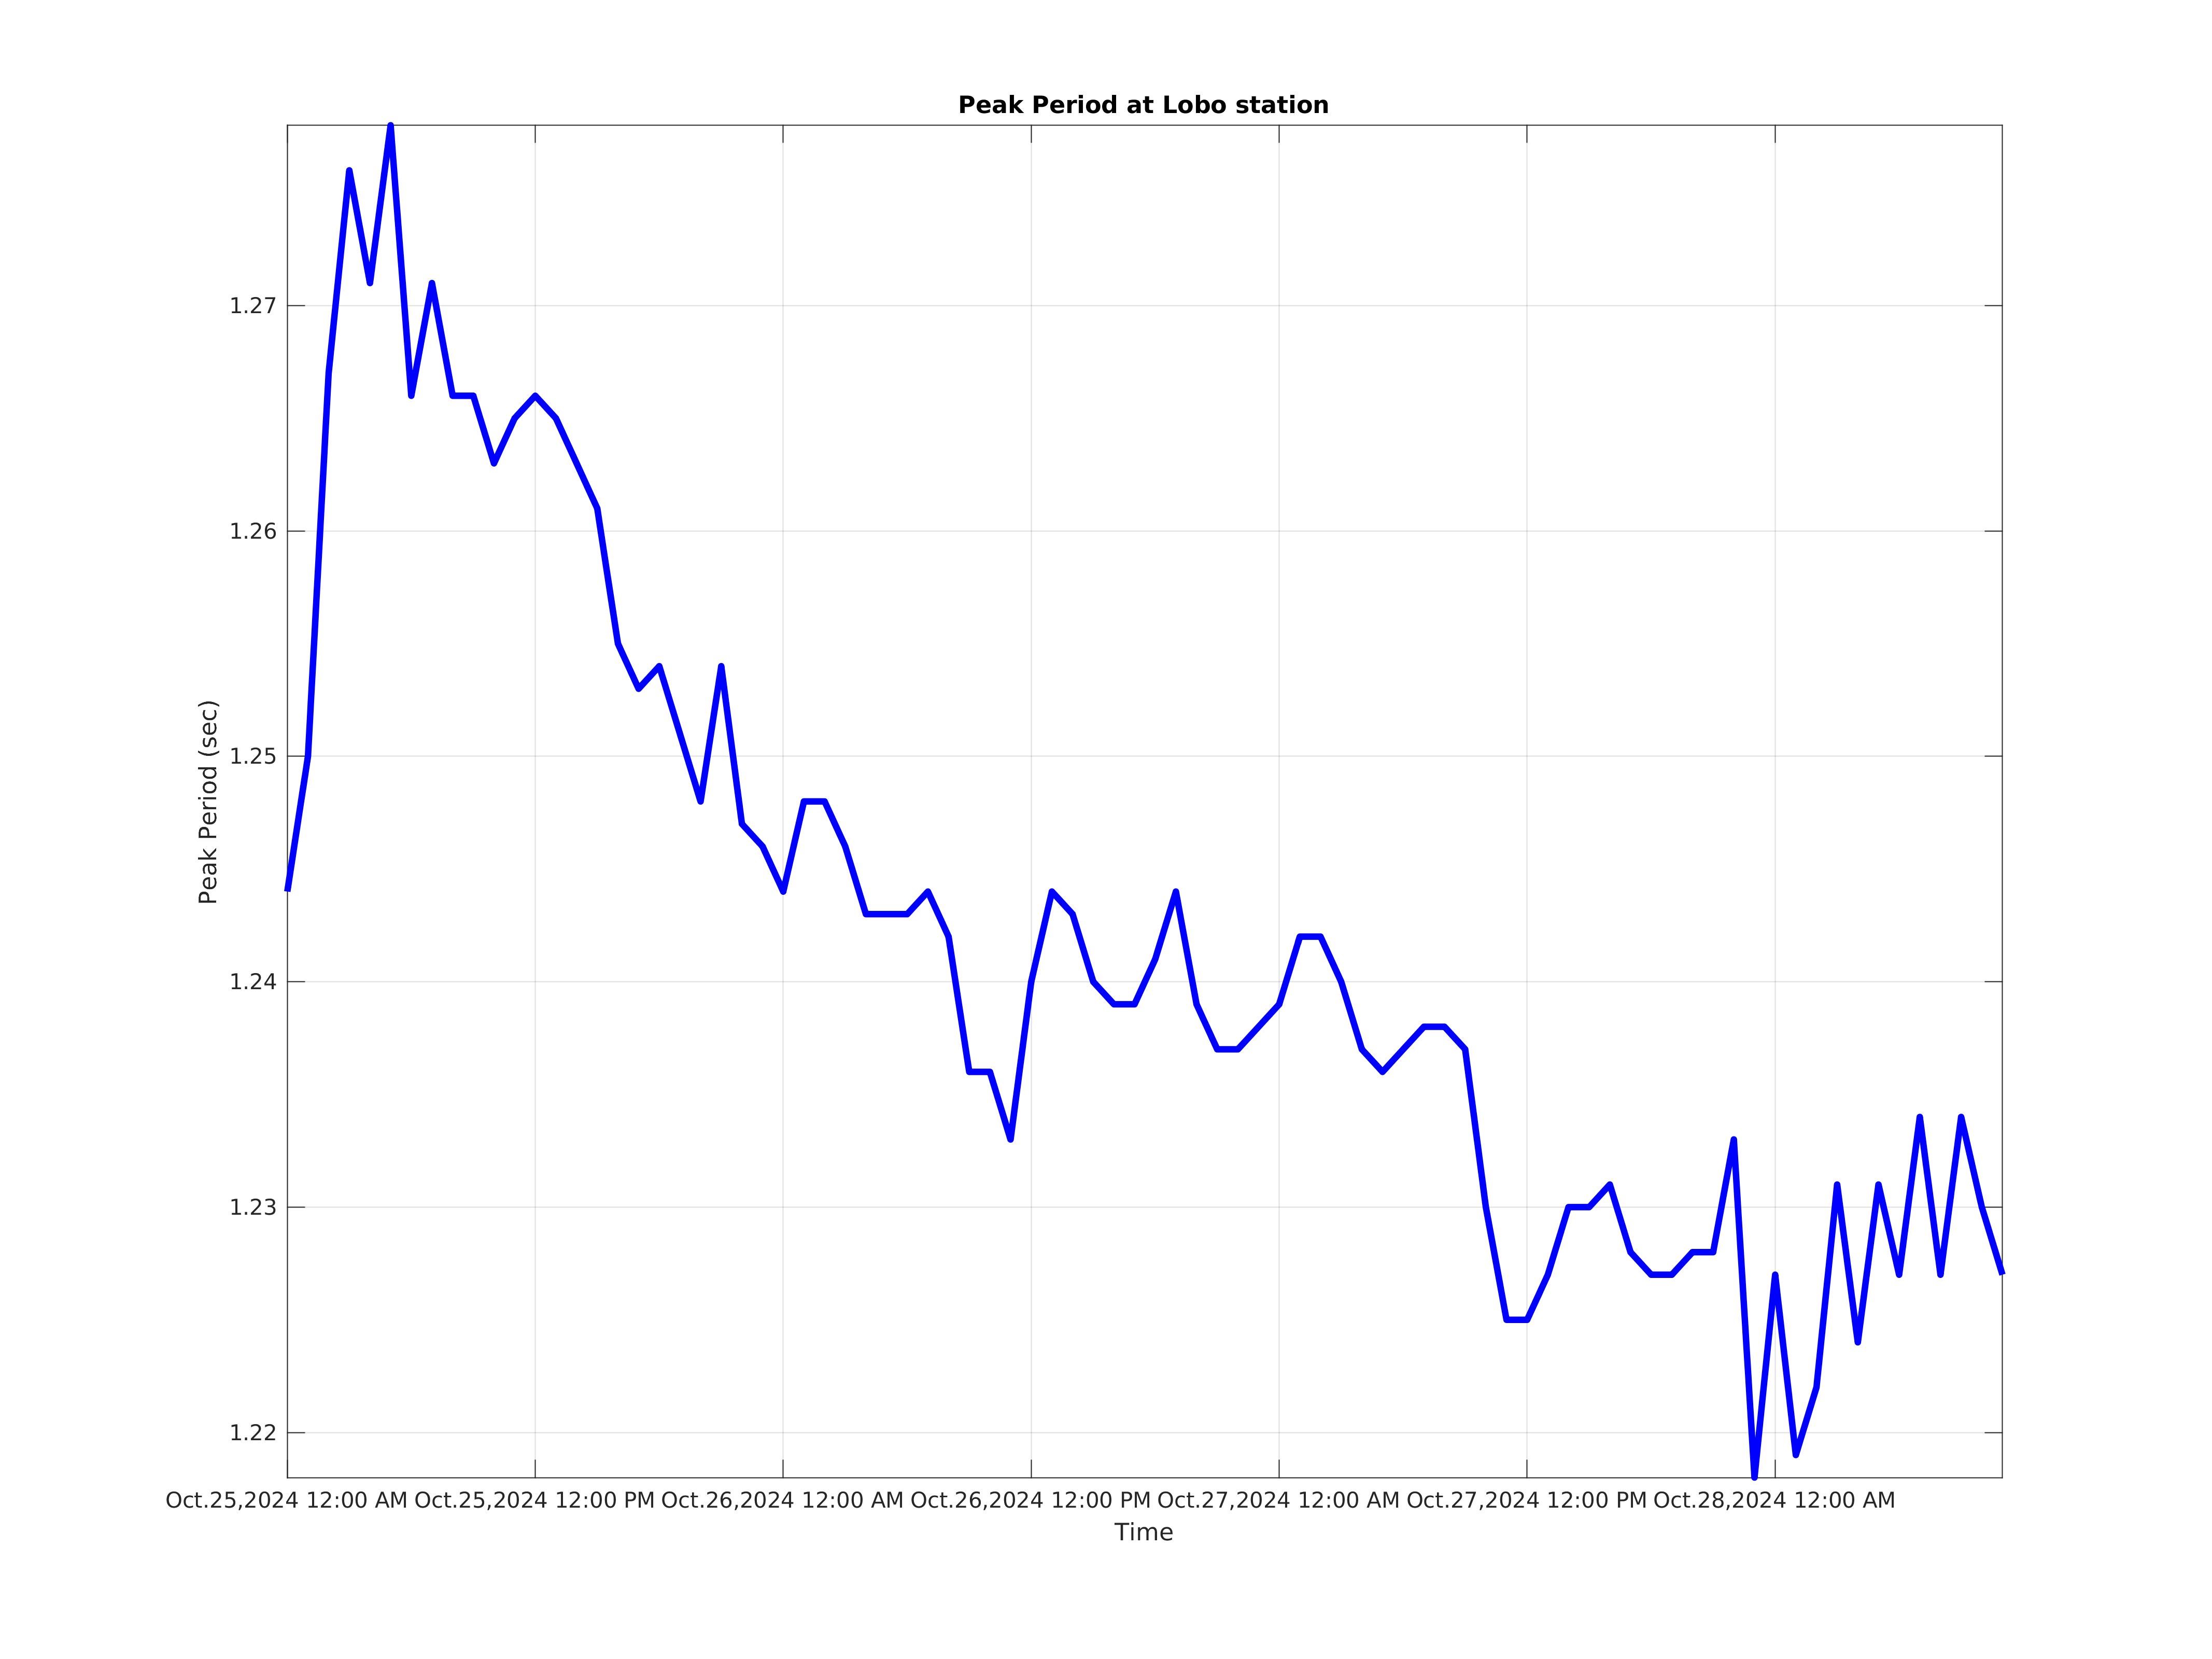 Peak Period at Lobo station
1.27
1.26
1.25
1.24
1.23
1.22
Peak Period (sec)
Oct.25,2024 12:00 AM Oct.25,2024 12:00 PM Oct.26,2024 12:00 AM Oct.26,2024 12:00 PM Oct.27,2024 12:00 AM Oct.27,2024 12:00 PM Oct.28,2024 12:00 AM
Time